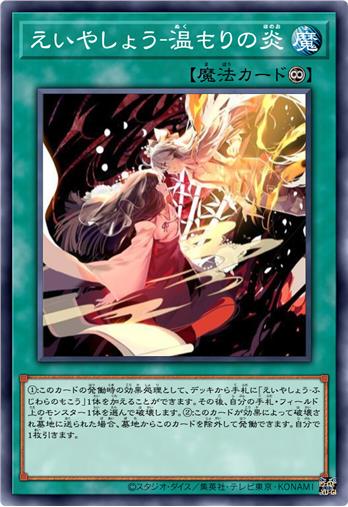 えいやしょう-温もりの炎 魔
【魔法カード】
①:このカードの発動時の効果処理として、デッキから手札に「えいやしょう-ふ
じわらのもこう」1体を加えることができます。その後、自分の手札・フィールド
上のモンスター1体を選んで破壊します。②:このカードが効果によって破壊さ
れ墓地に送られた場合、墓地からこのカードを除外して発動できます。自分で
1枚引きます。
©スタジオ・ダイス/集英社・テレビ東京・KONAMI